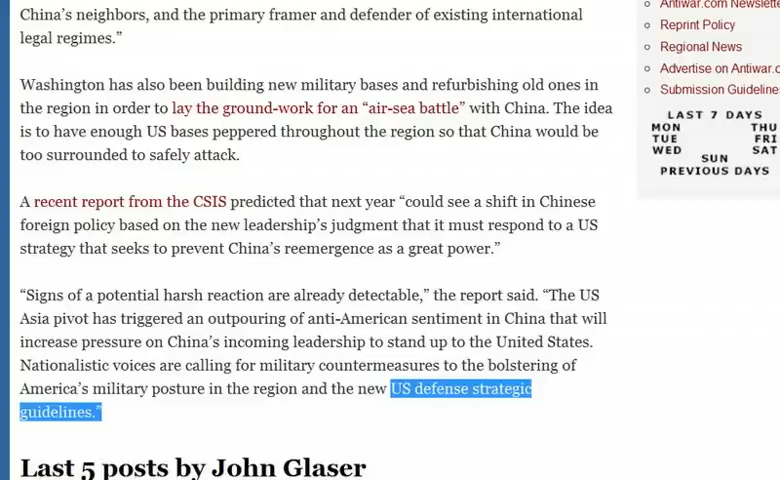 China’s neighbors, and the primary framer and defender of existing international
legal regimes.”
Washington has also been building new military bases and refurbishing old ones in
the region in order to lay the ground-work for an “air-sea battle” with China. The idea
is to have enough US bases peppered throughout the region so that China would be
too surrounded to safely attack.
A recent report from the CSIS predicted that next year “could see a shift in Chinese
foreign policy based on the new leadership’s judgment that it must respond to a US
strategy that seeks to prevent China’s reemergence as a great power.”
“Signs of a potential harsh reaction are already detectable,” the report said. “The US
Asia pivot has triggered an outpouring of anti-American sentiment in China that will
increase pressure on China’s incoming leadership to stand up to the United States.
Nationalistic voices are calling for military countermeasures to the bolstering of
America’s military posture in the region and the new US defense strategic
guidelines.”
Last 5 posts by John Glaser
Antiwar.com Newslette
Reprint Policy
Regional News
Advertise on Antiwar.c
Submission Guideline
LAST 7 DAYS
MON THU
TUE FRI
WED SAT
SUN
PREVIOUS DAYS